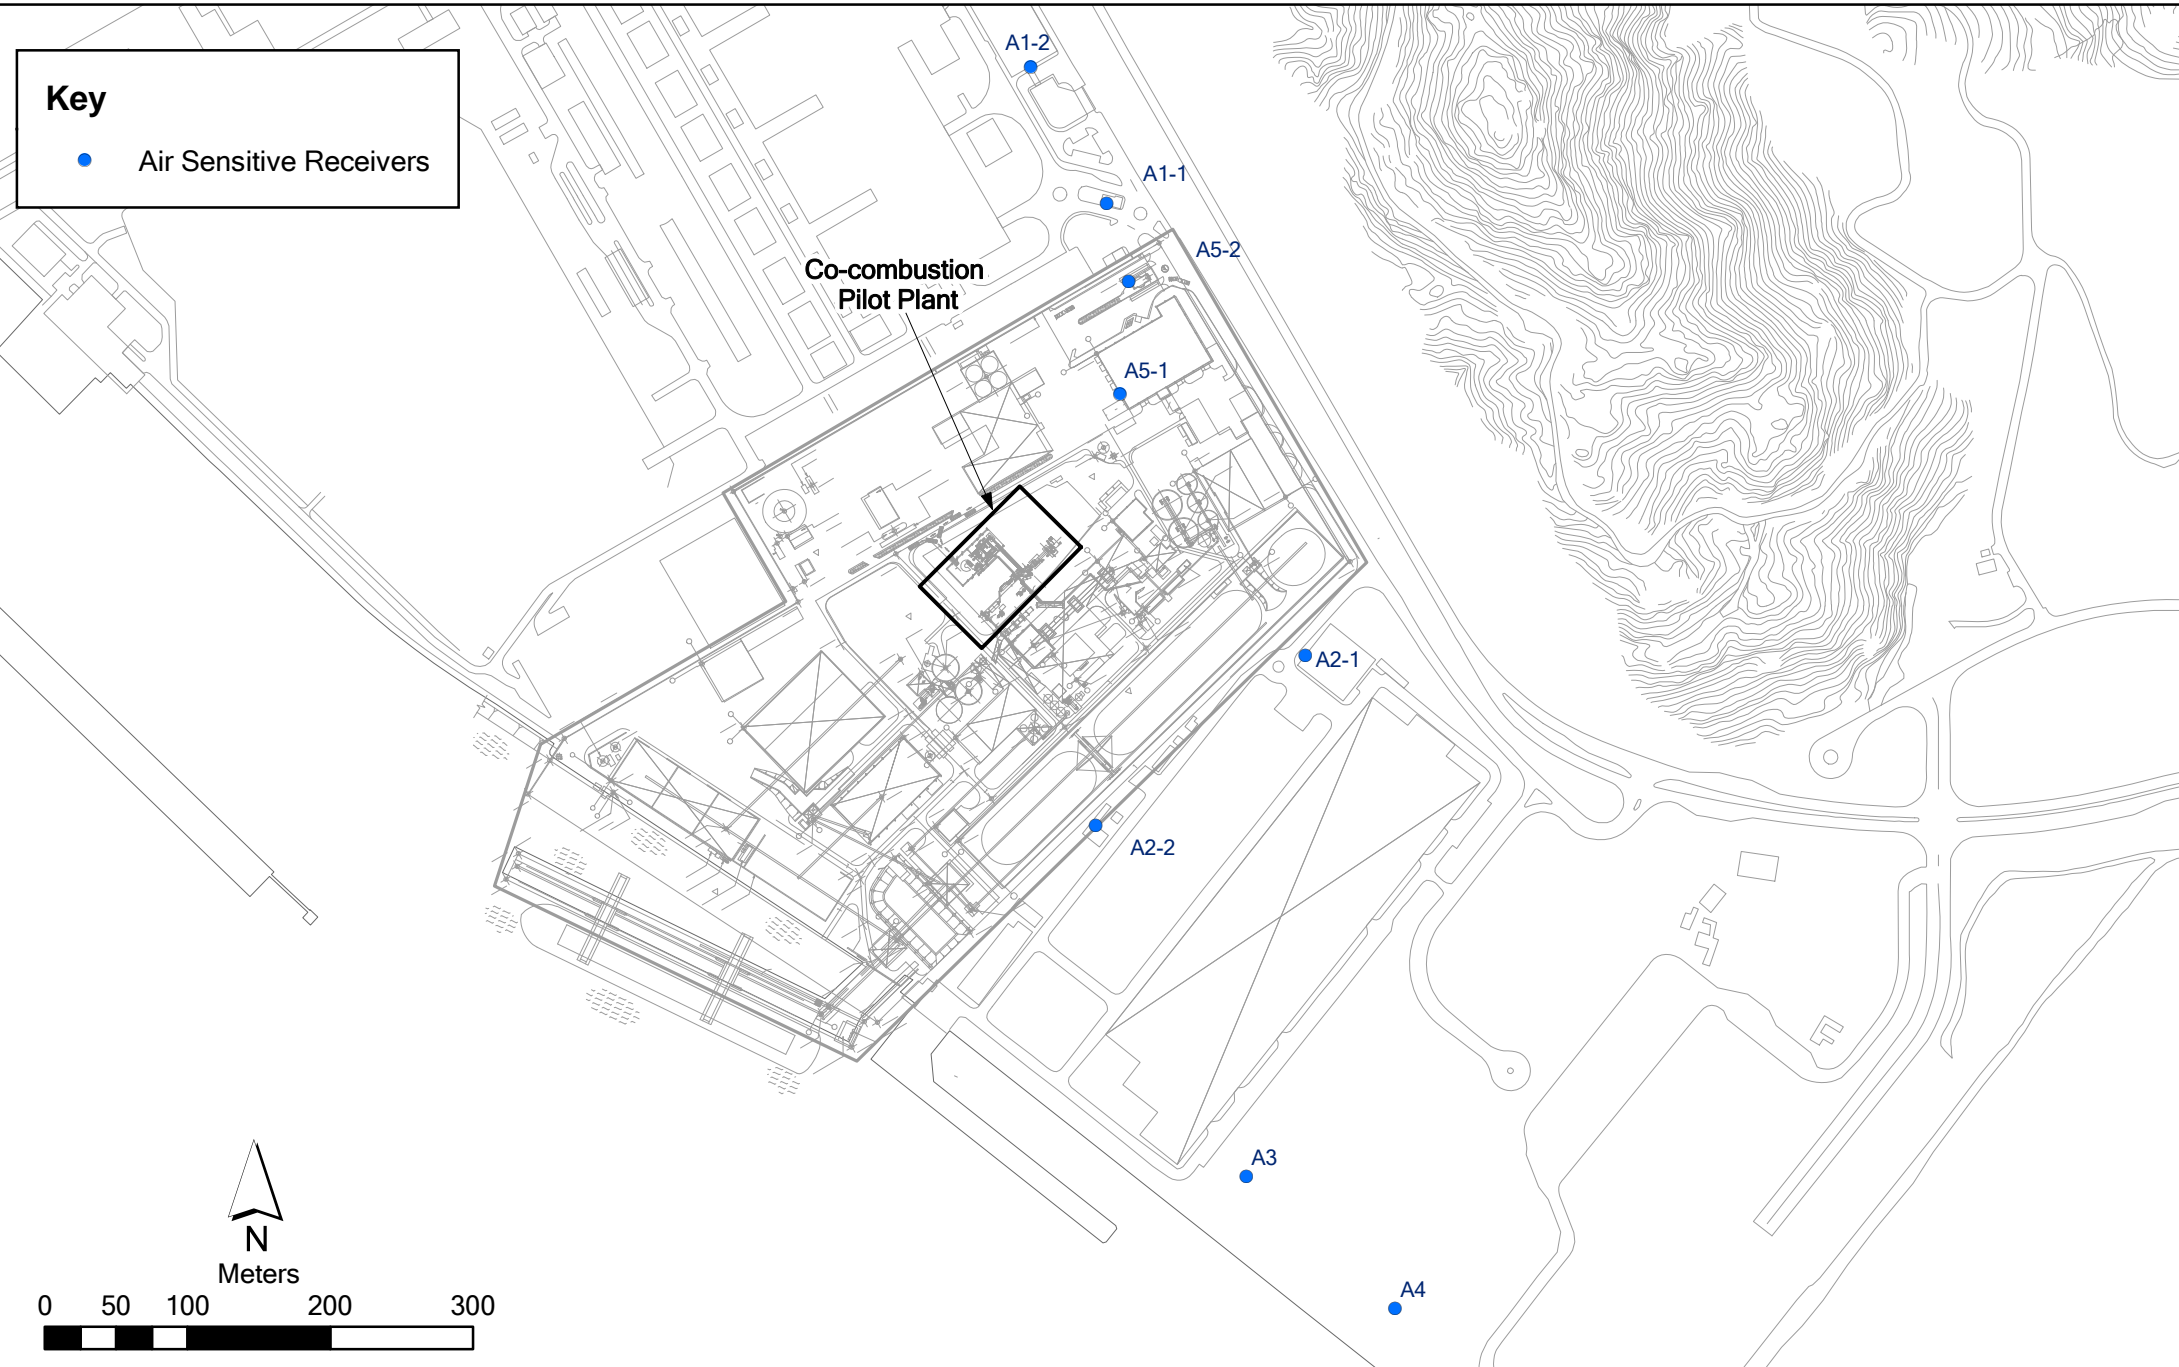 Key
Air Sensitive Receivers
A1-2
A1-1
A5-2
Co-combustion
Pilot Plant
A5-1
A2-1
A2-2
A3
A4
N
Meters
0 50 100 200 300